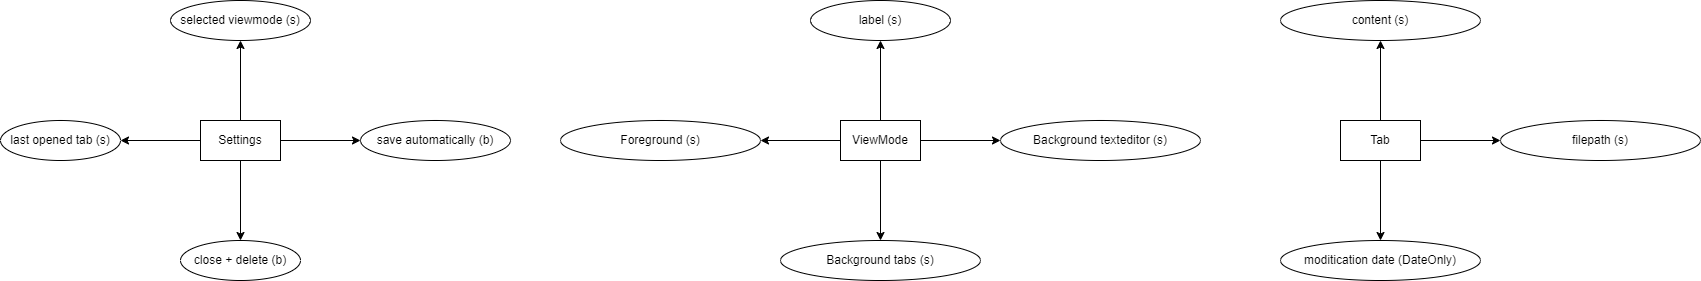 selected viewmode (s)
last opened tab (s)
Settings
save automatically (b)
close + delete (b)
label (s)
Foreground (s)
ViewMode
Background texteditor (s)
Background tabs (s)
content (s)
Tab
filepath (s)
moditication date (DateOnly)